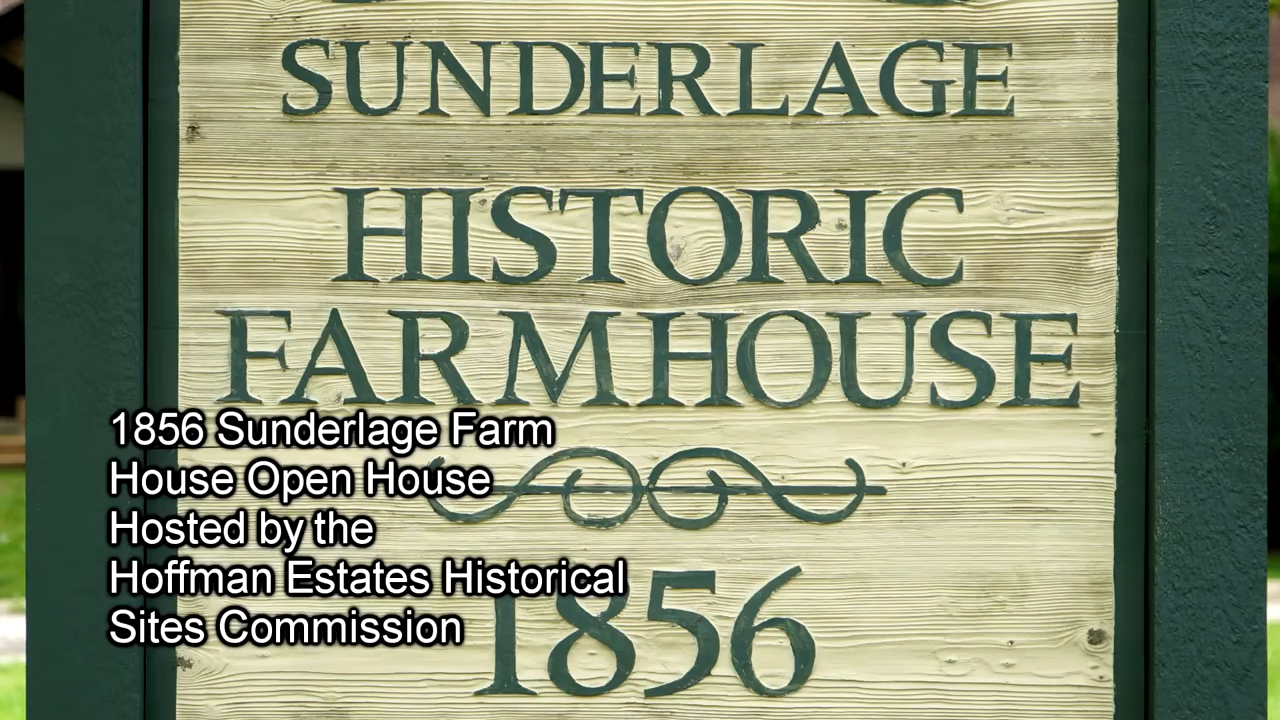 SUNDERLAGE
HISTORIC
FARMHOUSE
1856
1856 Sunderlage Farm
House Open House
Hosted by the
Hoffman Estates Historical
Sites Commission